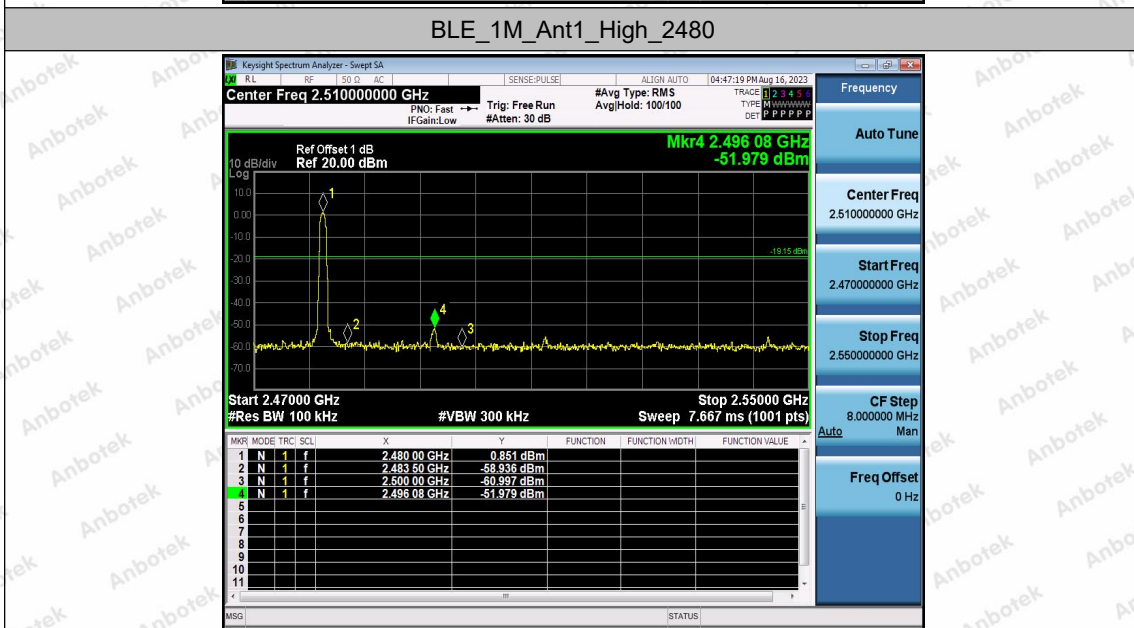 BLE_1M_Ant1_High_2480
Keysight Spectrum Analyzer - Swept SA
LXI RL RF 50 Ω AC SENSE:PULSE ALIGN AUTO 04:47:19 PM Aug 16, 2023
Center Freq 2.510000000 GHz
PNO: Fast
IFGain:Low
Trig: Free Run
#Atten: 30 dB
#Avg Type: RMS
Avg|Hold: 100/100
TRACE 1 2 3 4 5 6
TYPE M WWWWW
DET P P P P P P
Frequency
Auto Tune
Center Freq
2.510000000 GHz
Start Freq
2.470000000 GHz
Stop Freq
2.550000000 GHz
CF Step
8.000000 MHz
Auto Man
Freq Offset
0 Hz
Mkr4 2.496 08 GHz
-51.979 dBm
Ref Offset 1 dB
10 dB/div Ref 20.00 dBm
Log
10.0
0.00
-10.0
-20.0
-30.0
-40.0
-50.0
-60.0
-70.0
1
2
4
3
-19.15 dBm
Start 2.47000 GHz Stop 2.55000 GHz
#Res BW 100 kHz #VBW 300 kHz Sweep 7.667 ms (1001 pts)
MKR MODE TRC SCL X Y FUNCTION FUNCTION WIDTH FUNCTION VALUE
1 N 1 f 2.480 00 GHz 0.851 dBm
2 N 1 f 2.483 50 GHz -58.936 dBm
3 N 1 f 2.500 00 GHz -60.997 dBm
4 N 1 f 2.496 08 GHz -51.979 dBm
5
6
7
8
9
10
11
MSG STATUS
Anbotek